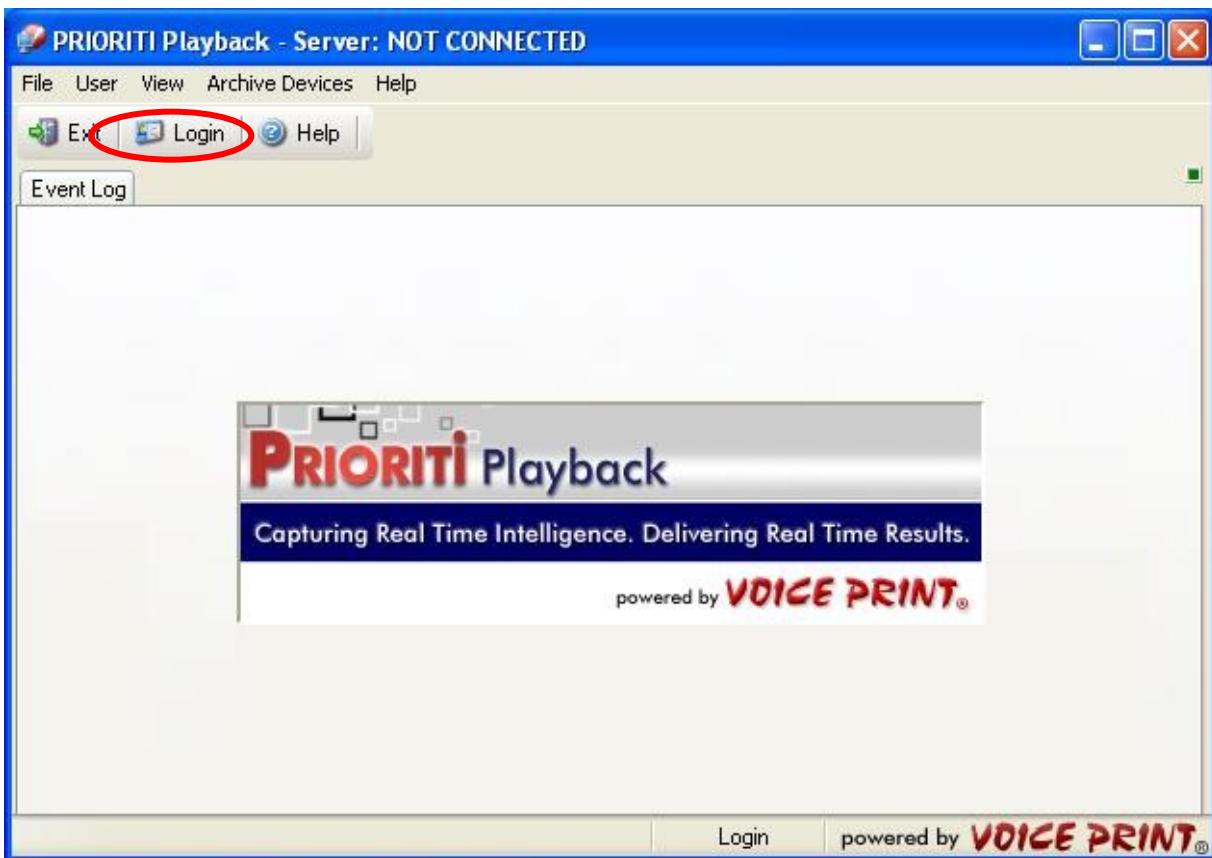 PRIORITI Playback - Server: NOT CONNECTED
File User View Archive Devices Help
Exit Login Help
Event Log
PRIORITI Playback
Capturing Real Time Intelligence. Delivering Real Time Results.
powered by VOICE PRINT®
Login powered by VOICE PRINT®